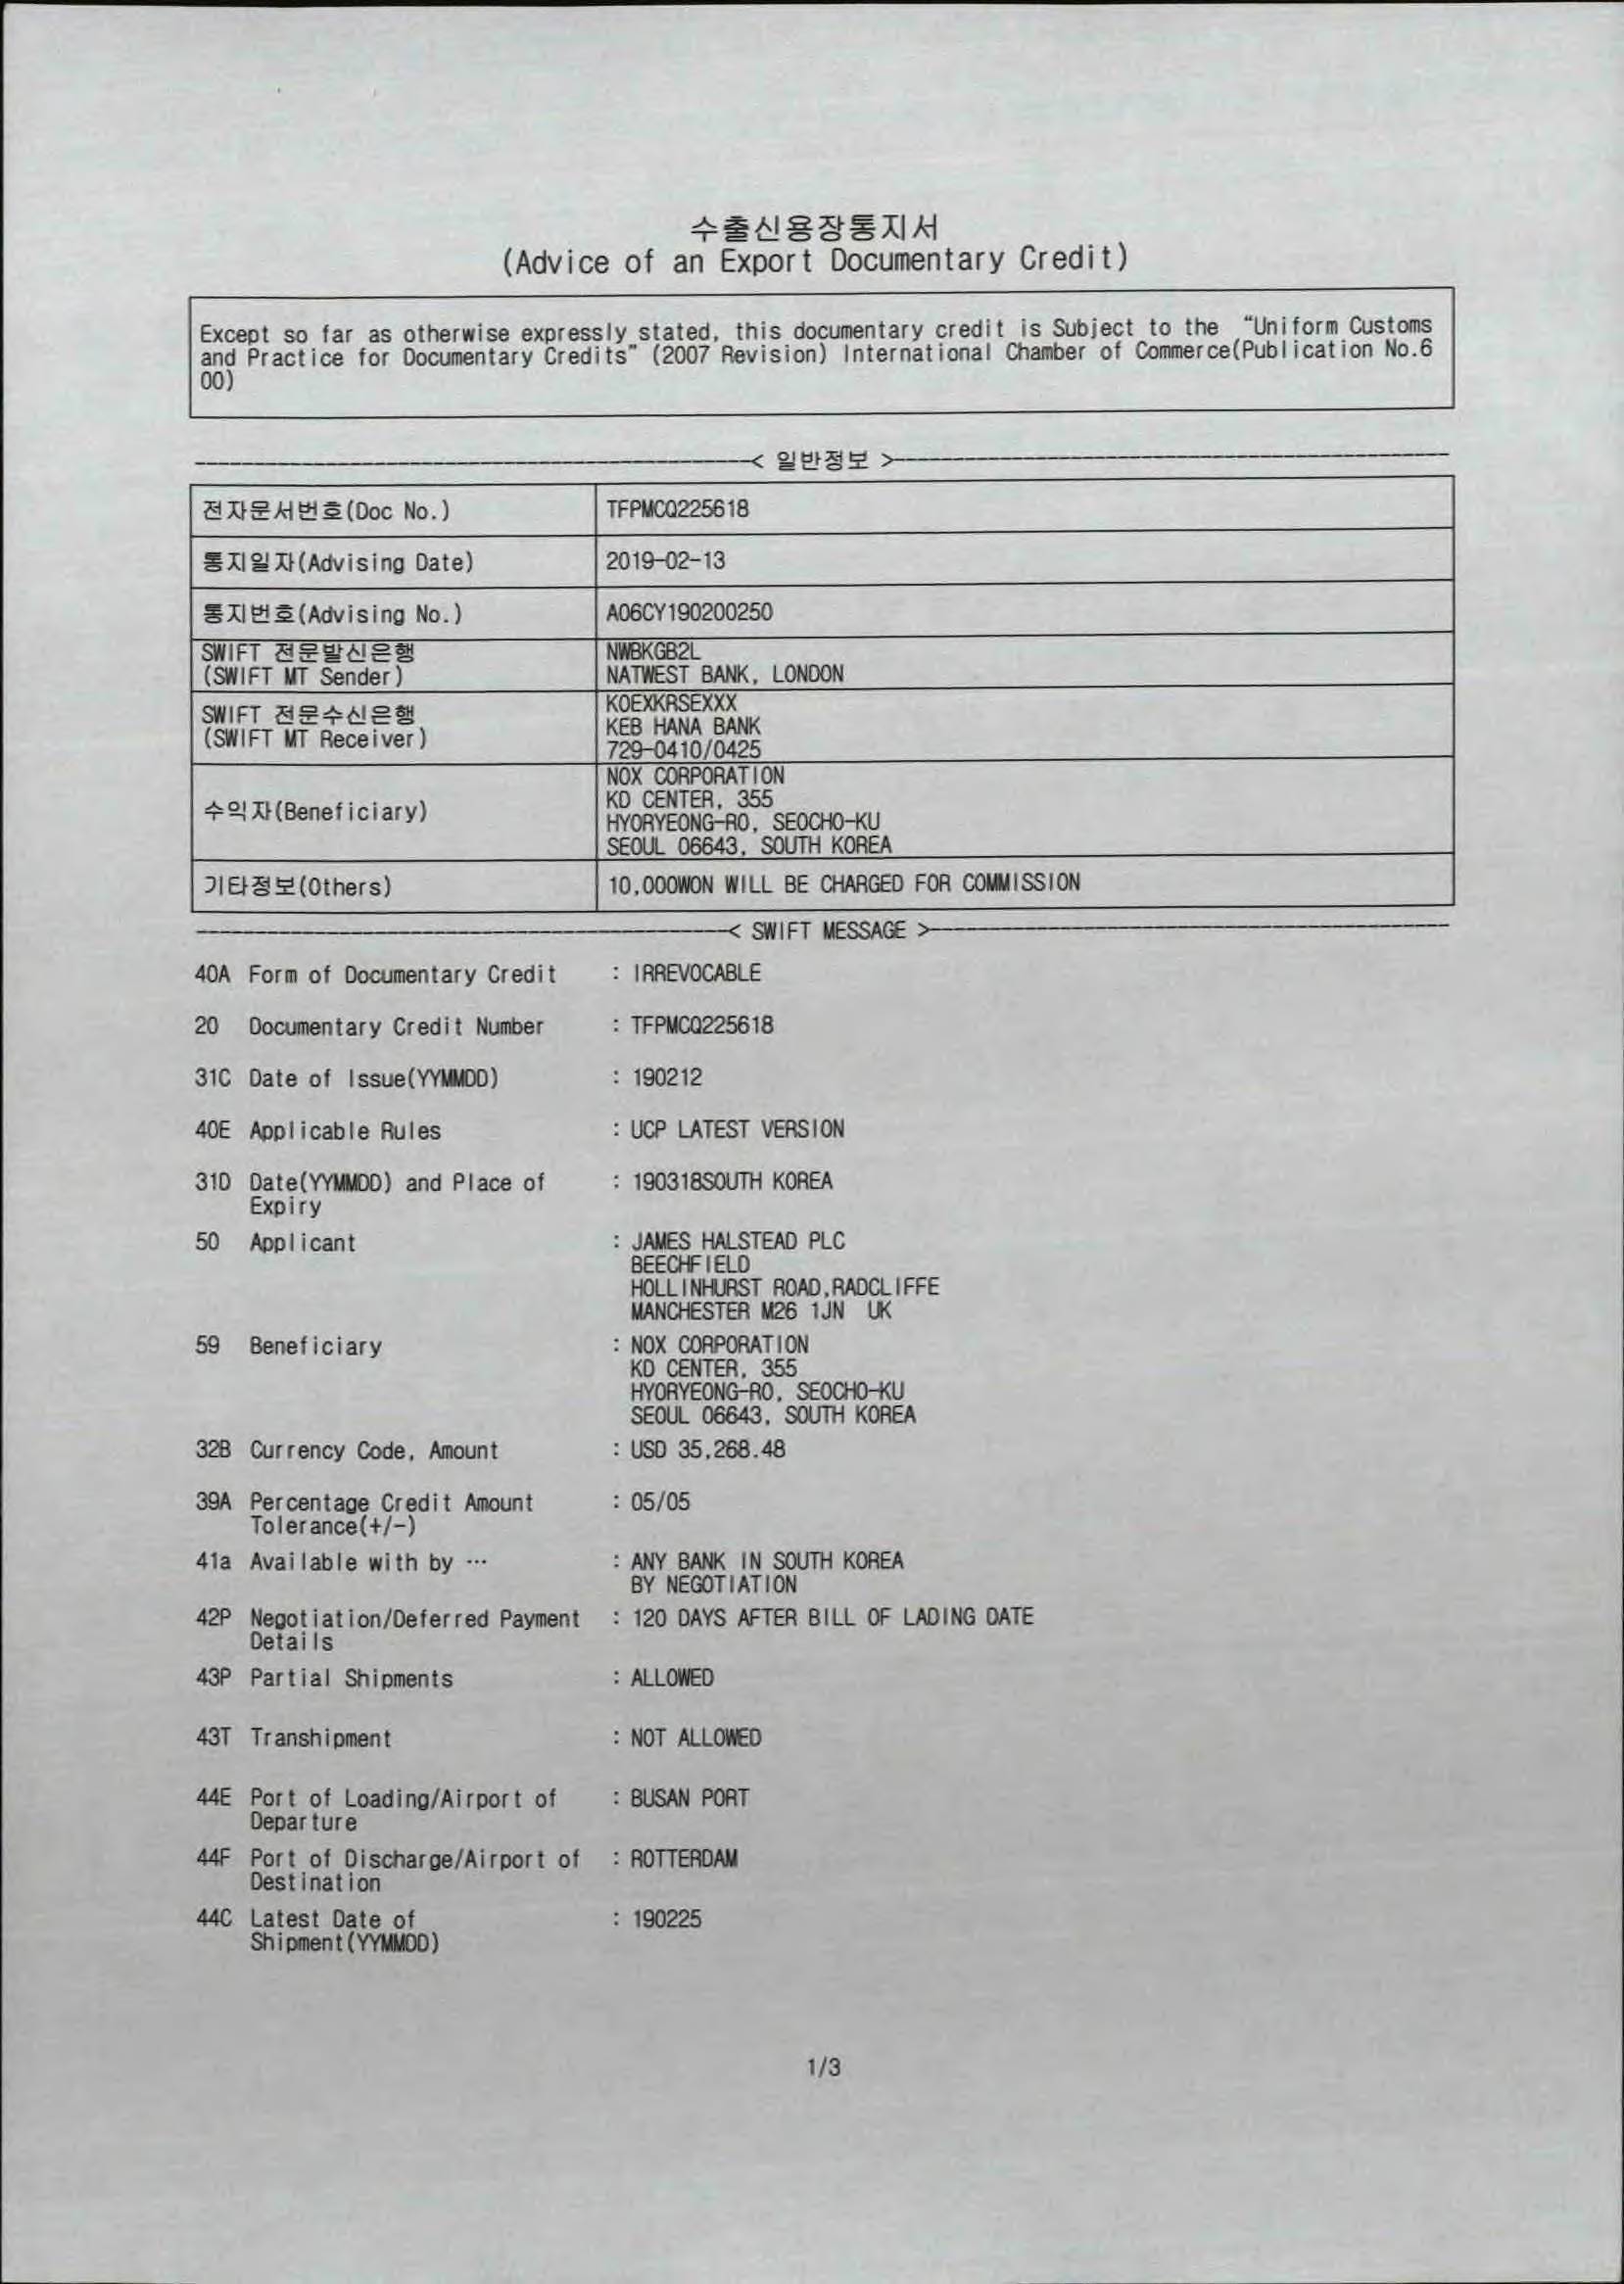 수출신용장통지서
(Advice of an Export Documentary Credit)
Except so far as otherwise expressly stated, this documentary credit is Subject to the "Uniform Customs
and Practice for Documentary Credits" (2007 Revision) International Chamber of Commerce(Publication No.6
00)
< 일반정보 >
전자문서번호(Doc No.) TFPMCQ225618
통지일자(Advising Date) 2019-02-13
통지번호(Advising No.) A06CY190200250
SWIFT 전문발신은행 NWBKGB2L
(SWIFT MT Sender) NATWEST BANK, LONDON
KOEXKRSEXXX
SWIFT 전문수신은행 KEB HANA BANK
(SWIFT MT Receiver) 729-0410/0425
NOX CORPORATION
KD CENTER, 355
수익자(Beneficiary) HYORYEONG-RO, SEOCHO-KU
SEOUL 06643, SOUTH KOREA
기타정보(Others) 10,000WON WILL BE CHARGED FOR COMMISSION
< SWIFT MESSAGE >
40A Form of Documentary Credit : IRREVOCABLE
20 Documentary Credit Number : TFPMCQ225618
31C Date of Issue(YYMMDD) : 190212
40E Applicable Rules : UCP LATEST VERSION
31D Date(YYMMDD) and Place of : 190318SOUTH KOREA
Expiry
50 Applicant : JAMES HALSTEAD PLC
BEECHFIELD
HOLLINHURST ROAD,RADCLIFFE
MANCHESTER M26 1JN UK
59 Beneficiary : NOX CORPORATION
KD CENTER, 355
HYORYEONG-RO, SEOCHO-KU
SEOUL 06643, SOUTH KOREA
32B Currency Code, Amount : USD 35,268.48
39A Percentage Credit Amount : 05/05
Tolerance(+/-)
41a Available with by ··· : ANY BANK IN SOUTH KOREA
BY NEGOTIATION
42P Negotiation/Deferred Payment : 120 DAYS AFTER BILL OF LADING DATE
Details
43P Partial Shipments : ALLOWED
43T Transhipment : NOT ALLOWED
44E Port of Loading/Airport of : BUSAN PORT
Departure
44F Port of Discharge/Airport of : ROTTERDAM
Destination
44C Latest Date of : 190225
Shipment(YYMMDD)
1/3